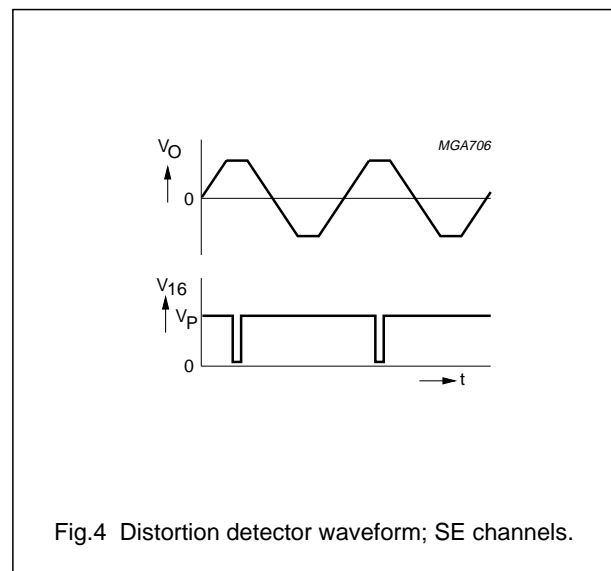 VO
MGA706
0
V16
VP
0
t
Fig.4 Distortion detector waveform; SE channels.